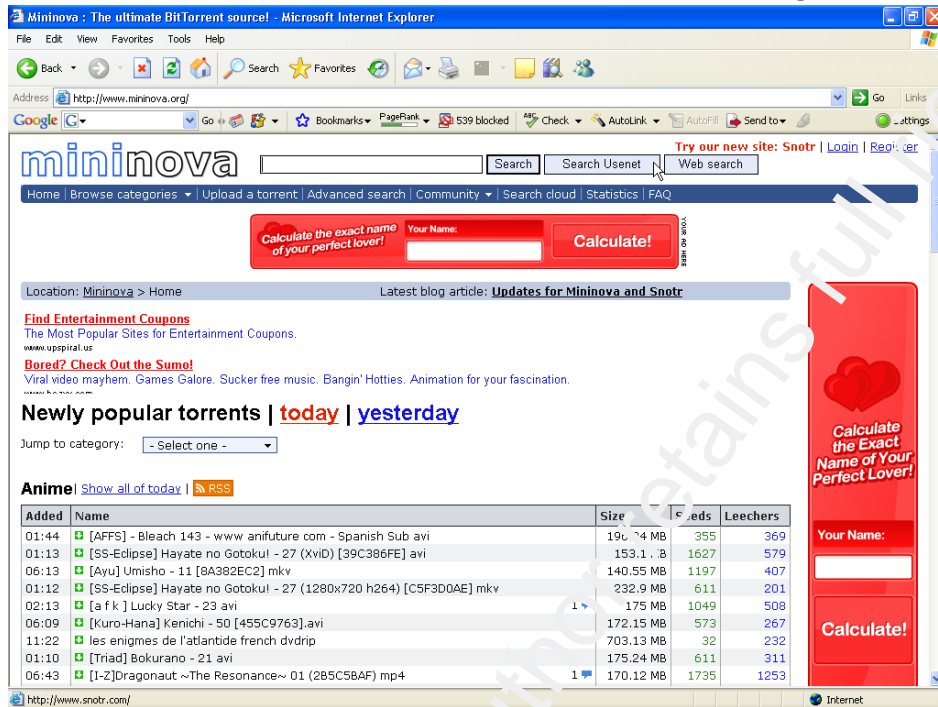 Mininova : The ultimate BitTorrent source! - Microsoft Internet Explorer
File Edit View Favorites Tools Help
Back Search Favorites
Address http://www.mininova.org/ Go Links
Google G Go Bookmarks PageRank 539 blocked ABC Check AutoLink AutoFill Send to ettings
Try our new site: Snotr | Login | Register
mininova Search Search Usenet Web search
Home | Browse categories | Upload a torrent | Advanced search | Community | Search cloud | Statistics | FAQ
Calculate the exact name of your perfect lover! Your Name: Calculate! YOUR AD HERE
Location: Mininova > Home Latest blog article: Updates for Mininova and Snotr
Find Entertainment Coupons
The Most Popular Sites for Entertainment Coupons.
www.upspiral.us
Bored? Check Out the Sumo!
Viral video mayhem. Games Galore. Sucker free music. Bangin' Hotties. Animation for your fascination.
Newly popular torrents | today | yesterday
Jump to category: - Select one -
Anime| Show all of today | RSS
Added Name Size Seeds Leechers
01:44 [AFFS] - Bleach 143 - www anifuture com - Spanish Sub avi MB 355 369
01:13 [SS-Eclipse] Hayate no Gotoku! - 27 (XviD) [39C386FE] avi 153.1 1627 579
06:13 [Ayu] Umisho - 11 [8A382EC2] mkv 140.55 MB 1197 407
01:12 [SS-Eclipse] Hayate no Gotoku! - 27 (1280x720 h264) [C5F3D0AE] mkv 232.9 MB 611 201
02:13 [a f k ] Lucky Star - 23 avi 1 175 MB 1049 508
06:09 [Kuro-Hana] Kenichi - 50 [455C9763].avi 172.15 MB 573 267
11:22 les enigmes de l'atlantide french dvdrip 703.13 MB 32 232
01:10 [Triad] Bokurano - 21 avi 175.24 MB 611 311
06:43 [I-Z]Dragonaut ~The Resonance~ 01 (2B5C5BAF) mp4 1 170.12 MB 1735 1253
Calculate
the Exact
Name of Your
Perfect Lover!
Your Name:
Calculate!
http://www.snotr.com/ Internet
uthor retains full r